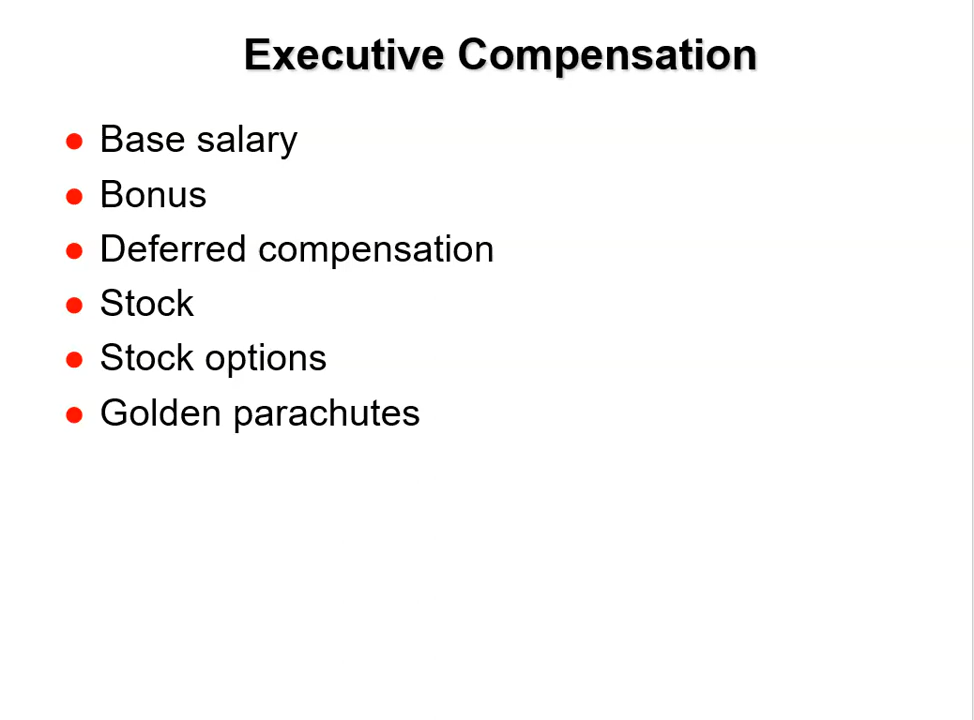 Executive Compensation
● Base salary
● Bonus
● Deferred compensation
● Stock
● Stock options
● Golden parachutes